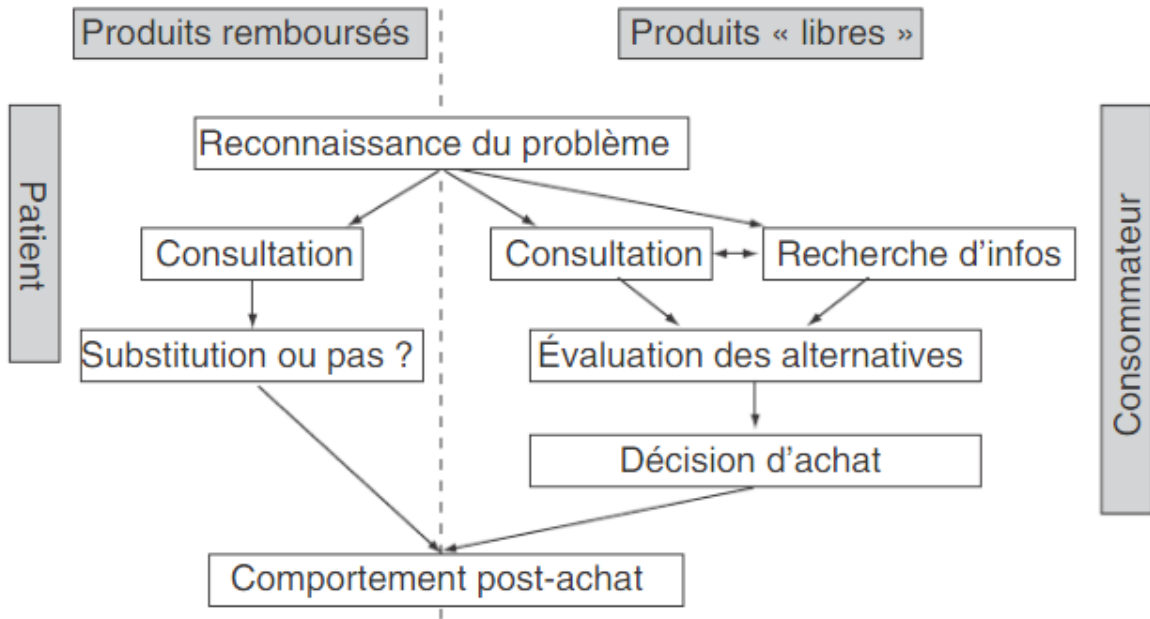 Produits remboursés
Produits « libres »
Patient
Reconnaissance du problème
Consommateur
Consultation
Consultation
Recherche d'infos
Substitution ou pas ?
Évaluation des alternatives
Décision d'achat
Comportement post-achat